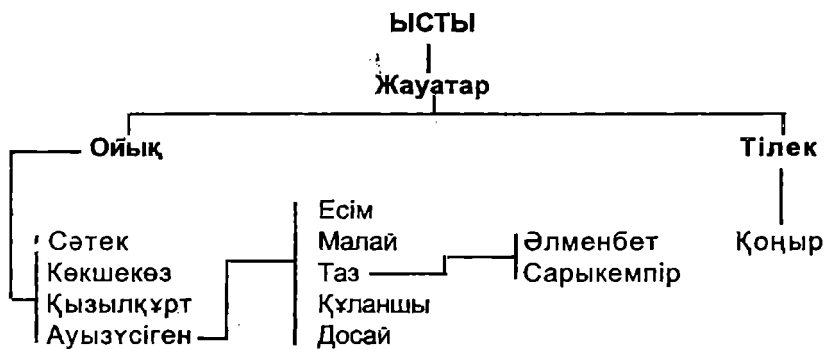 ЫСТЫ
Жауатар
Ойық Тілек
Есім
Сәтек Малай Әлменбет Қоңыр
Көкшекөз Таз Сарыкемпір
Қызылқұрт Құланшы
Ауызүсіген Досай